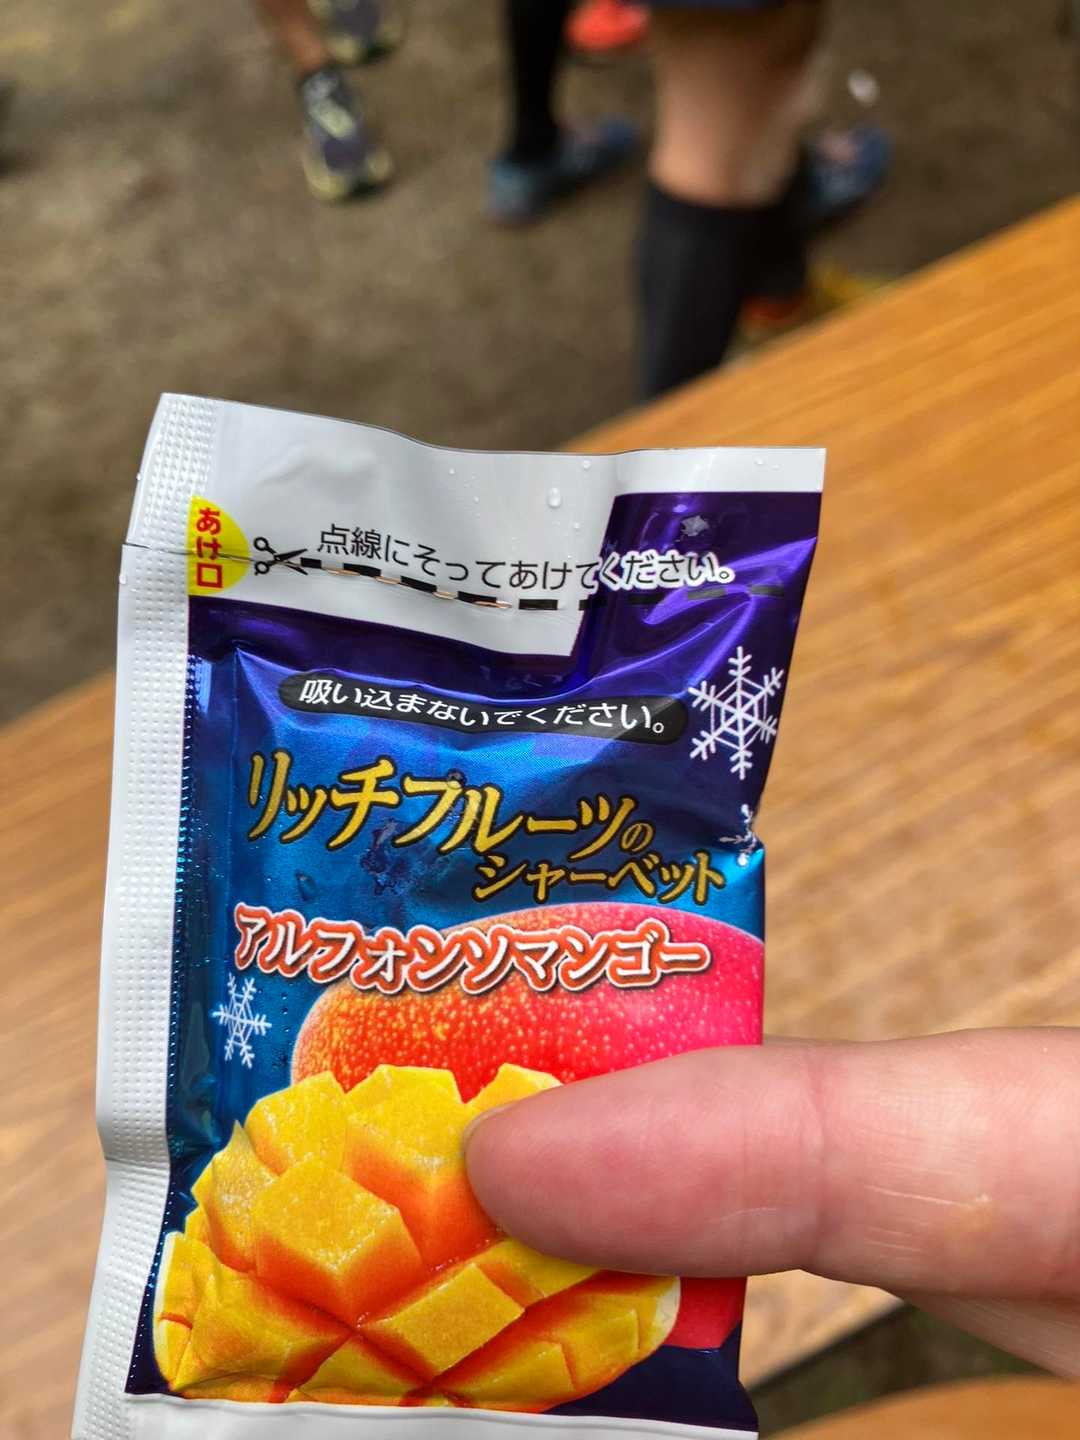 あけ口
点線にそってあけてください。
吸い込まないでください。
リッチフルーツの
シャーベット
アルフォンソマンゴー